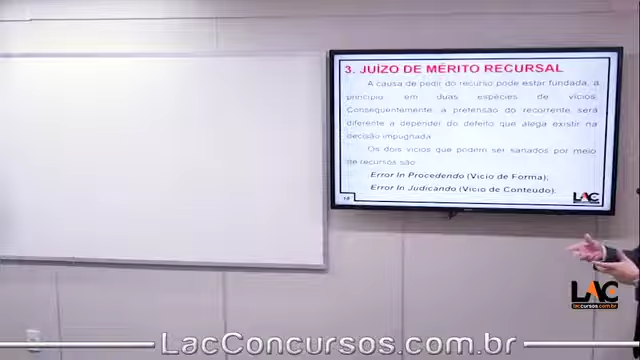 3. JUÍZO DE MÉRITO RECURSAL
A causa de pedir do recurso pode estar fundada, a
princípio em duas espécies de vícios.
Consequentemente, a pretensão do recorrente será
diferente a depender do defeito que alega existir na
decisão impugnada.
Os dois vícios que podem ser sanados por meio
de recursos são
Error In Procedendo (Vício de Forma);
Error In Judicando (Vício de Conteúdo).
LAC
LAC
laccursos.com.br
LacConcursos.com.br